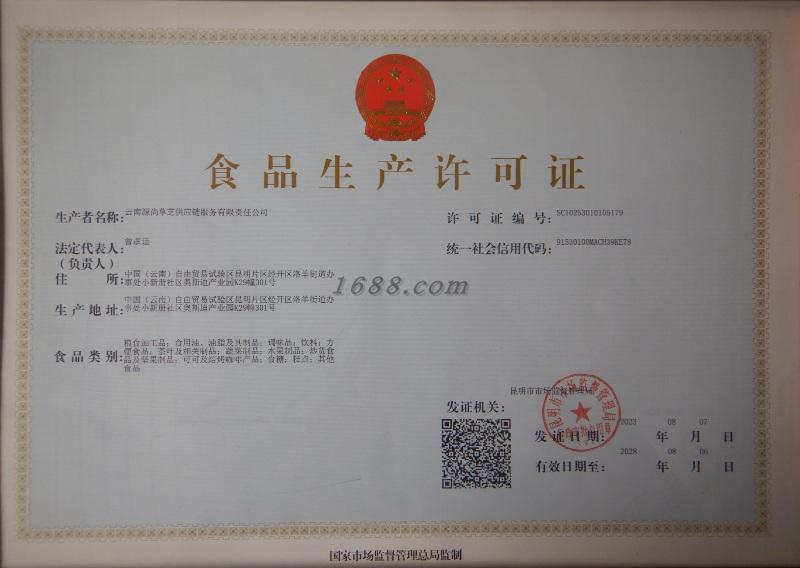 食品生产许可证
生产者名称: 云南源尚草芝供应链服务有限责任公司
许可证编号: SC10253010105179
法定代表人:
(负责人)
统一社会信用代码: 91530100MACH39KE78
住所: 中国（云南）自由贸易试验区昆明片区经开区洛羊街道办
事处小新册社区奥斯迪产业园K29幢301号
1688.com
生产地址: 中国（云南）自由贸易试验区昆明片区经开区洛羊街道办
事处小新册社区奥斯迪产业园K29幢301号
食品类别: 粮食加工品；食用油、油脂及其制品；调味品；饮料；方
便食品；茶叶及相关制品；蔬菜制品；水果制品；炒货食
品及坚果制品；可可及焙烤咖啡产品；食糖；糕点；其他
食品
昆明市市场监督管理局
发证机关:
发证日期: 2023 年 08 月 07 日
有效日期至: 2028 年 08 月 06 日
国家市场监督管理总局监制